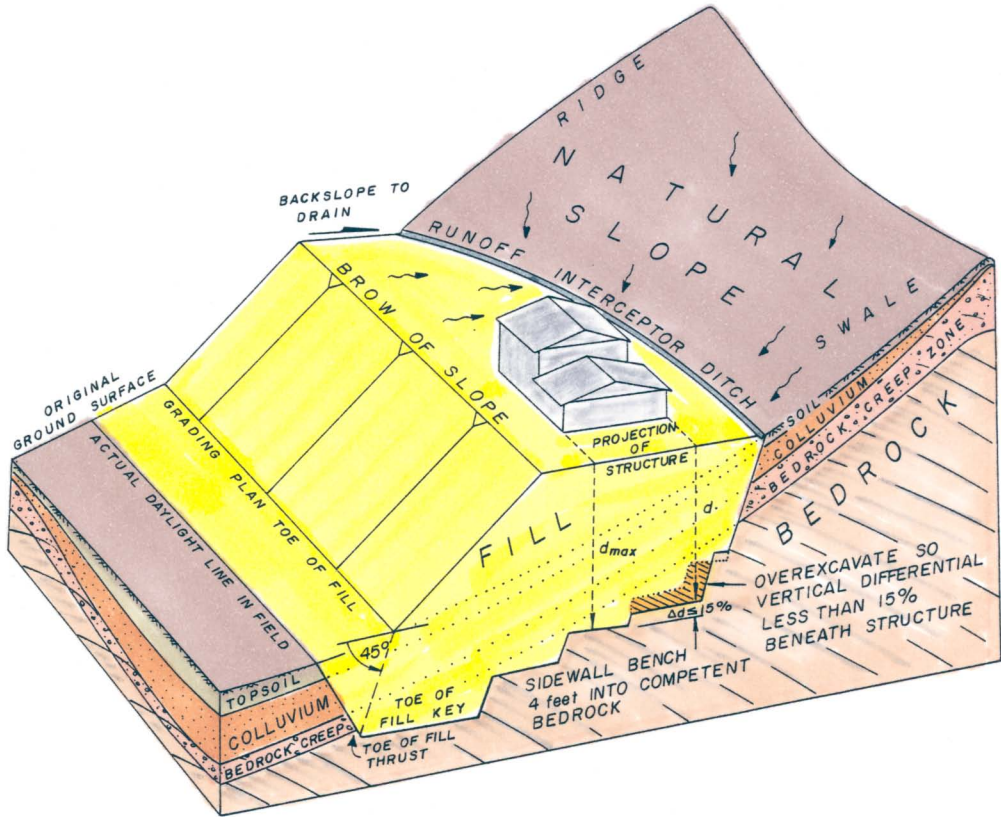 RIDGE
NATURAL
SLOPE
SWALE
BACKSLOPE TO
DRAIN
RUNOFF INTERCEPTOR DITCH
BROW OF SLOPE
ORIGINAL
GROUND SURFACE
ACTUAL DAYLIGHT LINE IN FIELD
GRADING PLAN TOE OF FILL
PROJECTION
OF
STRUCTURE
SOIL
COLLUVIUM
BEDROCK CREEP ZONE
BEDROCK
FILL
dmax
d
OVEREXCAVATE SO
VERTICAL DIFFERENTIAL
LESS THAN 15%
BENEATH STRUCTURE
Δd≤15%
SIDEWALL BENCH
4 feet INTO COMPETENT
BEDROCK
45°
TOPSOIL
COLLUVIUM
BEDROCK CREEP
TOE OF
FILL KEY
TOE OF FILL
THRUST